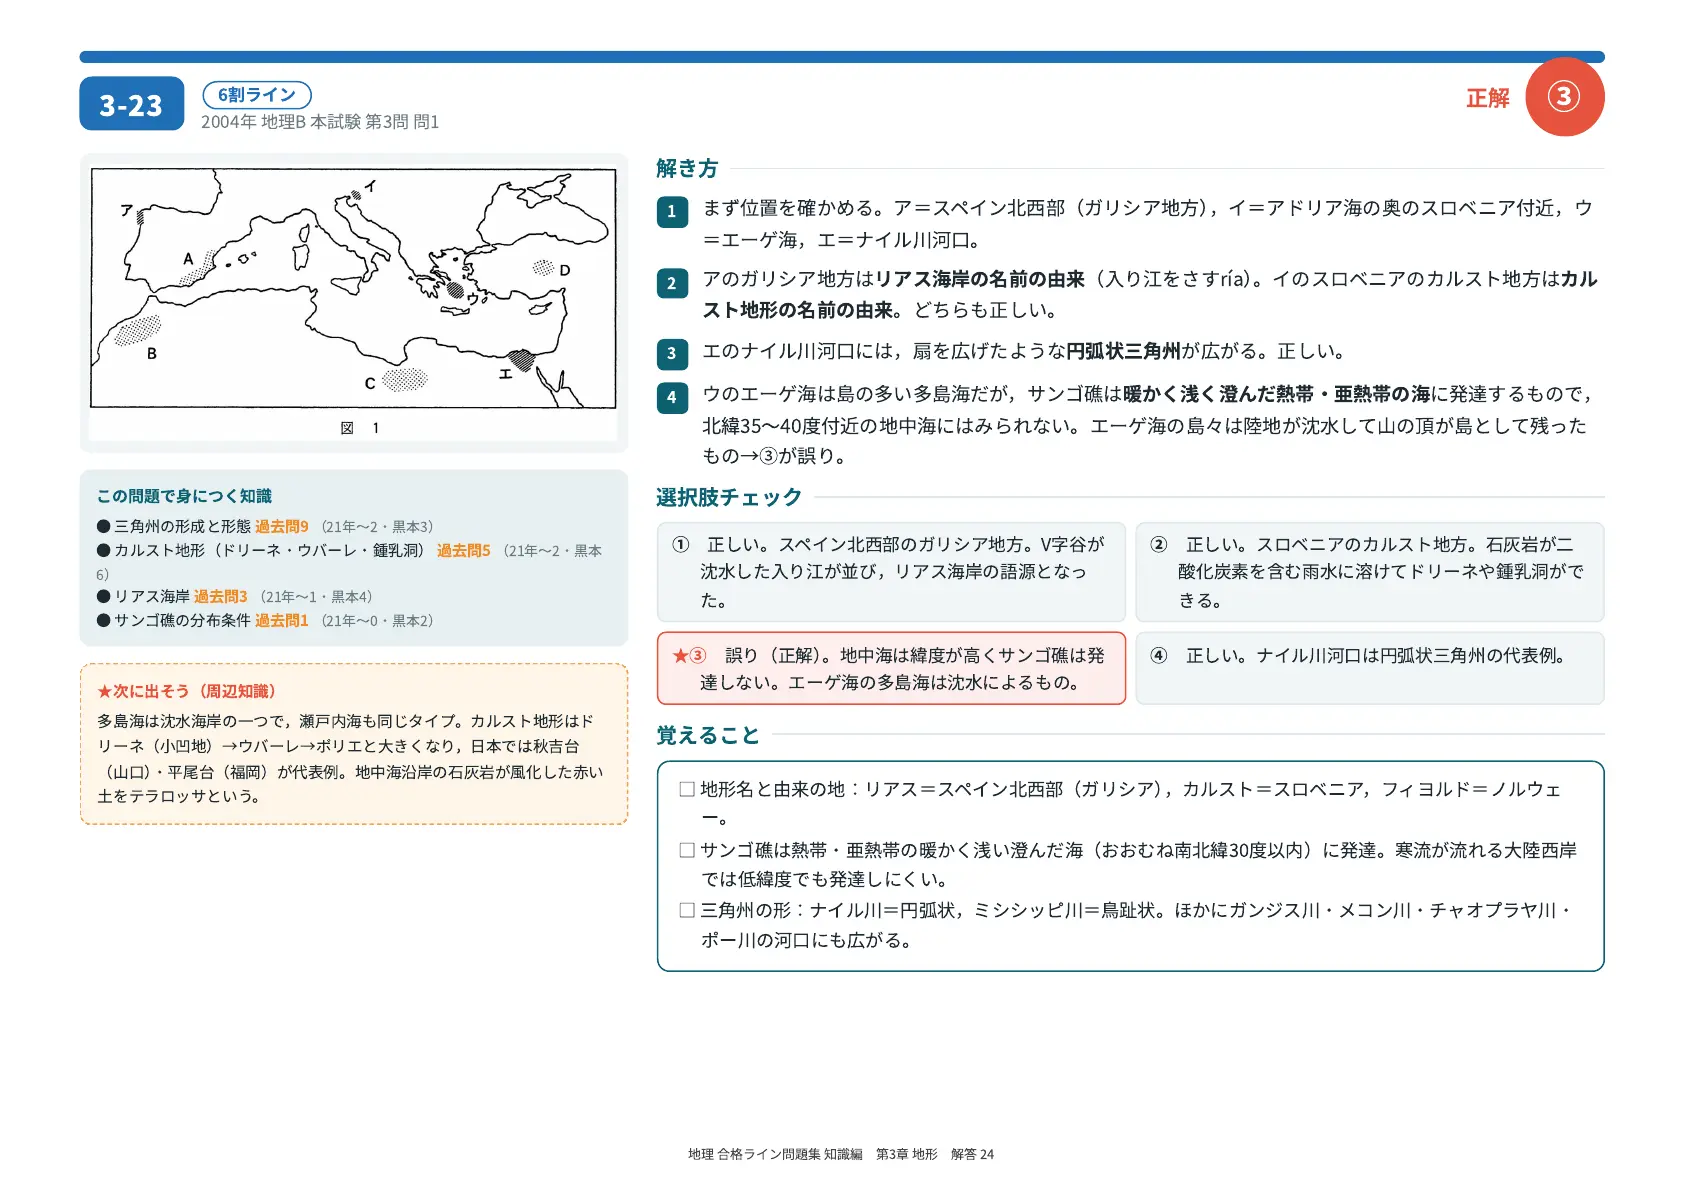 3-23
6割ライン
2004年 地理B 本試験 第3問 問1
正解 ③
ア
イ
A
B
C
D
エ
ウ
図 1
この問題で身につく知識
● 三角州の形成と形態 過去問9 （21年〜2・黒本3）
● カルスト地形（ドリーネ・ウバーレ・鍾乳洞） 過去問5 （21年〜2・黒本
6）
● リアス海岸 過去問3 （21年〜1・黒本4）
● サンゴ礁の分布条件 過去問1 （21年〜0・黒本2）
★次に出そう（周辺知識）
多島海は沈水海岸の一つで，瀬戸内海も同じタイプ。カルスト地形はド
リーネ（小凹地）→ウバーレ→ポリエと大きくなり，日本では秋吉台
（山口）・平尾台（福岡）が代表例。地中海沿岸の石灰岩が風化した赤い
土をテラロッサという。
解き方
1 まず位置を確かめる。ア＝スペイン北西部（ガリシア地方），イ＝アドリア海の奥のスロベニア付近，ウ
＝エーゲ海，エ＝ナイル川河口。
2 アのガリシア地方はリアス海岸の名前の由来（入り江をさすría）。イのスロベニアのカルスト地方はカル
スト地形の名前の由来。どちらも正しい。
3 エのナイル川河口には，扇を広げたような円弧状三角州が広がる。正しい。
4 ウのエーゲ海は島の多い多島海だが，サンゴ礁は暖かく浅く澄んだ熱帯・亜熱帯の海に発達するもので，
北緯35〜40度付近の地中海にはみられない。エーゲ海の島々は陸地が沈水して山の頂が島として残った
もの→③が誤り。
選択肢チェック
① 正しい。スペイン北西部のガリシア地方。V字谷が
沈水した入り江が並び，リアス海岸の語源となっ
た。
② 正しい。スロベニアのカルスト地方。石灰岩が二
酸化炭素を含む雨水に溶けてドリーネや鍾乳洞がで
きる。
★③ 誤り（正解）。地中海は緯度が高くサンゴ礁は発
達しない。エーゲ海の多島海は沈水によるもの。
④ 正しい。ナイル川河口は円弧状三角州の代表例。
覚えること
□ 地形名と由来の地：リアス＝スペイン北西部（ガリシア），カルスト＝スロベニア，フィヨルド＝ノルウェ
ー。
□ サンゴ礁は熱帯・亜熱帯の暖かく浅い澄んだ海（おおむね南北緯30度以内）に発達。寒流が流れる大陸西岸
では低緯度でも発達しにくい。
□ 三角州の形：ナイル川＝円弧状，ミシシッピ川＝鳥趾状。ほかにガンジス川・メコン川・チャオプラヤ川・
ポー川の河口にも広がる。
地理 合格ライン問題集 知識編 第3章 地形 解答 24